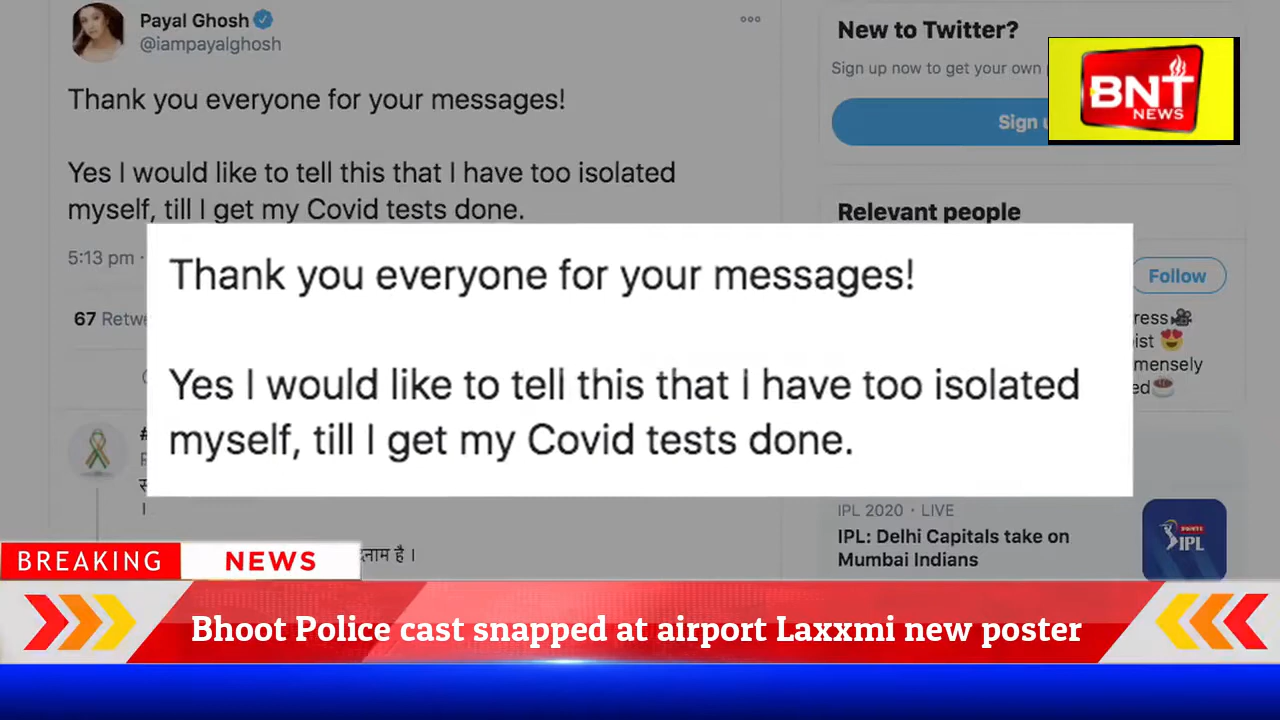 Payal Ghosh
@iampayalghosh
Thank you everyone for your messages!
Yes I would like to tell this that I have too isolated
myself, till I get my Covid tests done.
5:13 pm ·
67
New to Twitter?
Sign up now to get your own
Sign
BNT
NEWS
Relevant people
Follow
Thank you everyone for your messages!
Yes I would like to tell this that I have too isolated
myself, till I get my Covid tests done.
#
है ।
IPL 2020 · LIVE
IPL: Delhi Capitals take on
Mumbai Indians
IPL
BREAKING NEWS
Bhoot Police cast snapped at airport Laxxmi new poster